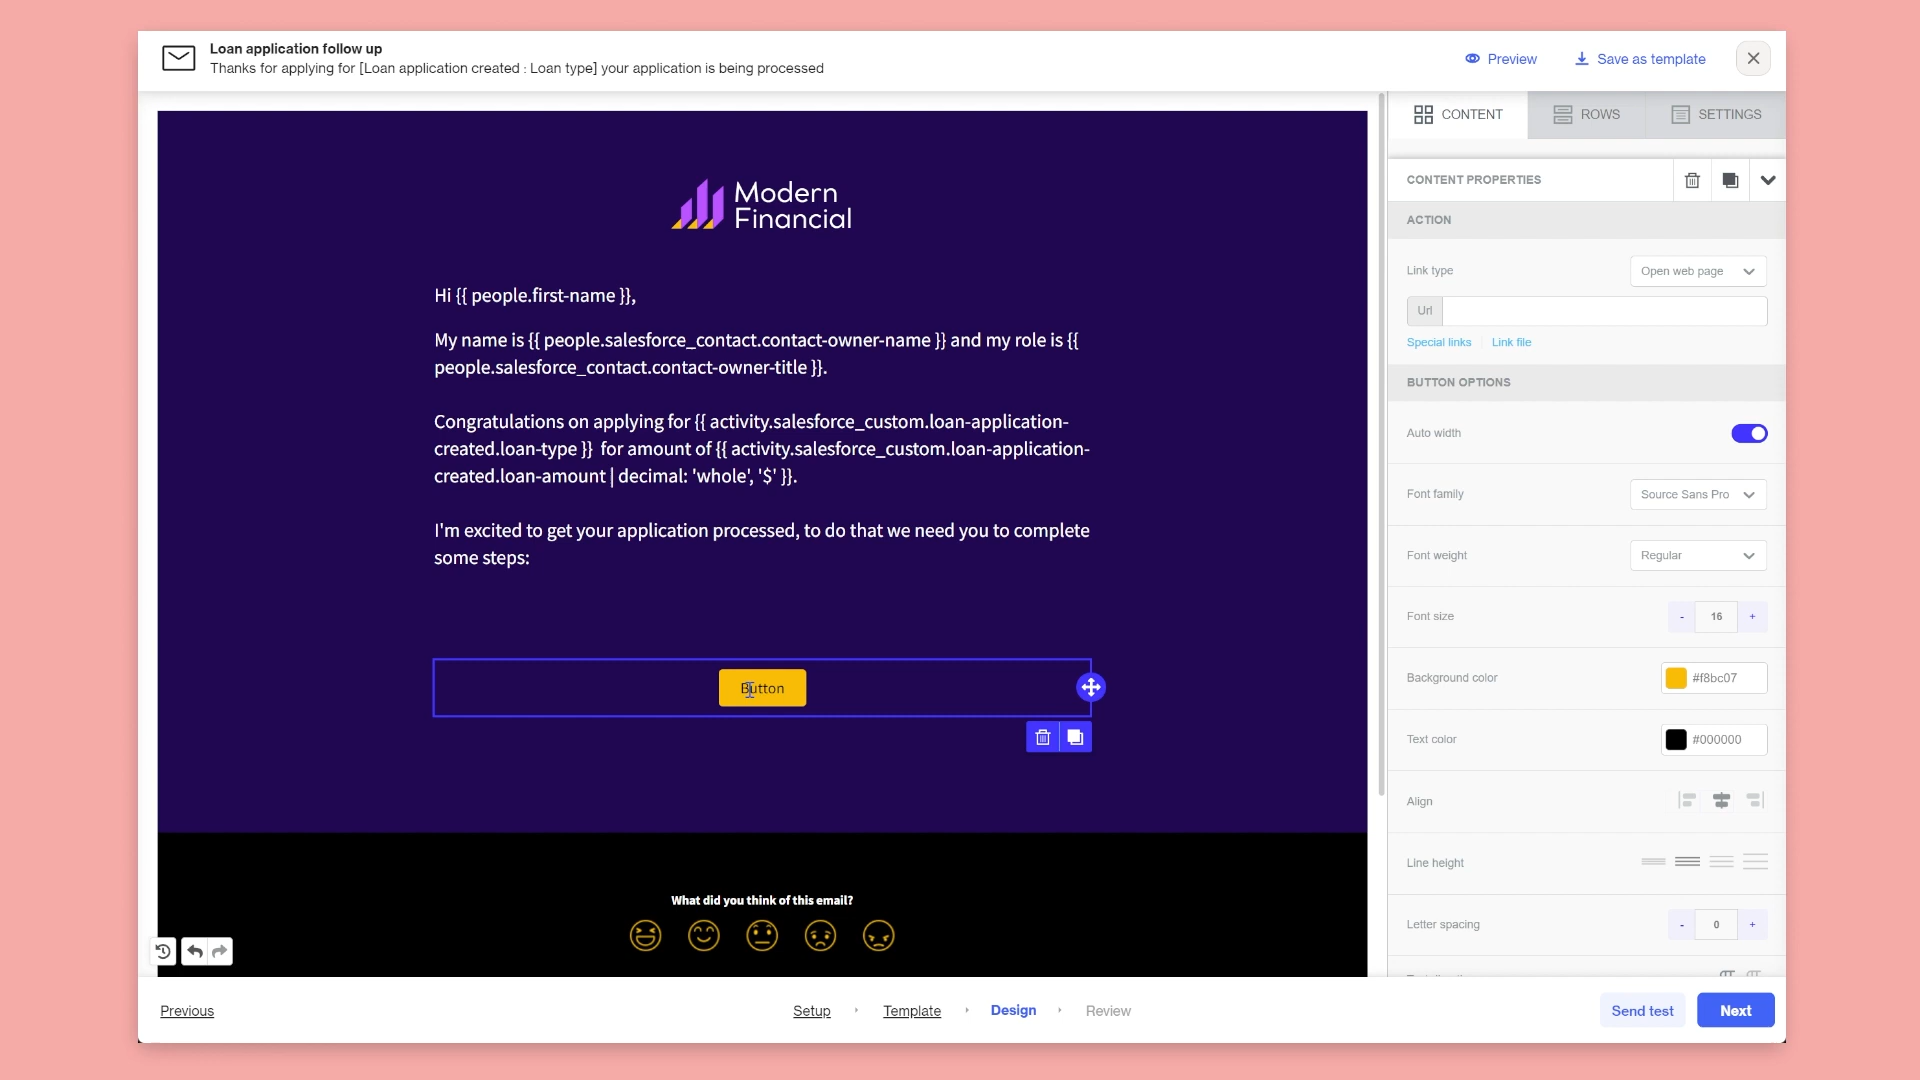 Loan application follow up
Thanks for applying for [Loan application created : Loan type] your application is being processed
Preview
Save as template
CONTENT
ROWS
SETTINGS
Modern
Financial
Hi {{ people.first-name }},
My name is {{ people.salesforce_contact.contact-owner-name }} and my role is {{
people.salesforce_contact.contact-owner-title }}.
Congratulations on applying for {{ activity.salesforce_custom.loan-application-
created.loan-type }}  for amount of {{ activity.salesforce_custom.loan-application-
created.loan-amount | decimal: 'whole', '$' }}.
I'm excited to get your application processed, to do that we need you to complete
some steps:
Button
What did you think of this email?
CONTENT PROPERTIES
ACTION
Link type
Open web page
Url
Special links
Link file
BUTTON OPTIONS
Auto width
Font family
Source Sans Pro
Font weight
Regular
Font size
- 16 +
Background color
#f8bc07
Text color
#000000
Align
Line height
Letter spacing
- 0 +
Previous
Setup
Template
Design
Review
Send test
Next